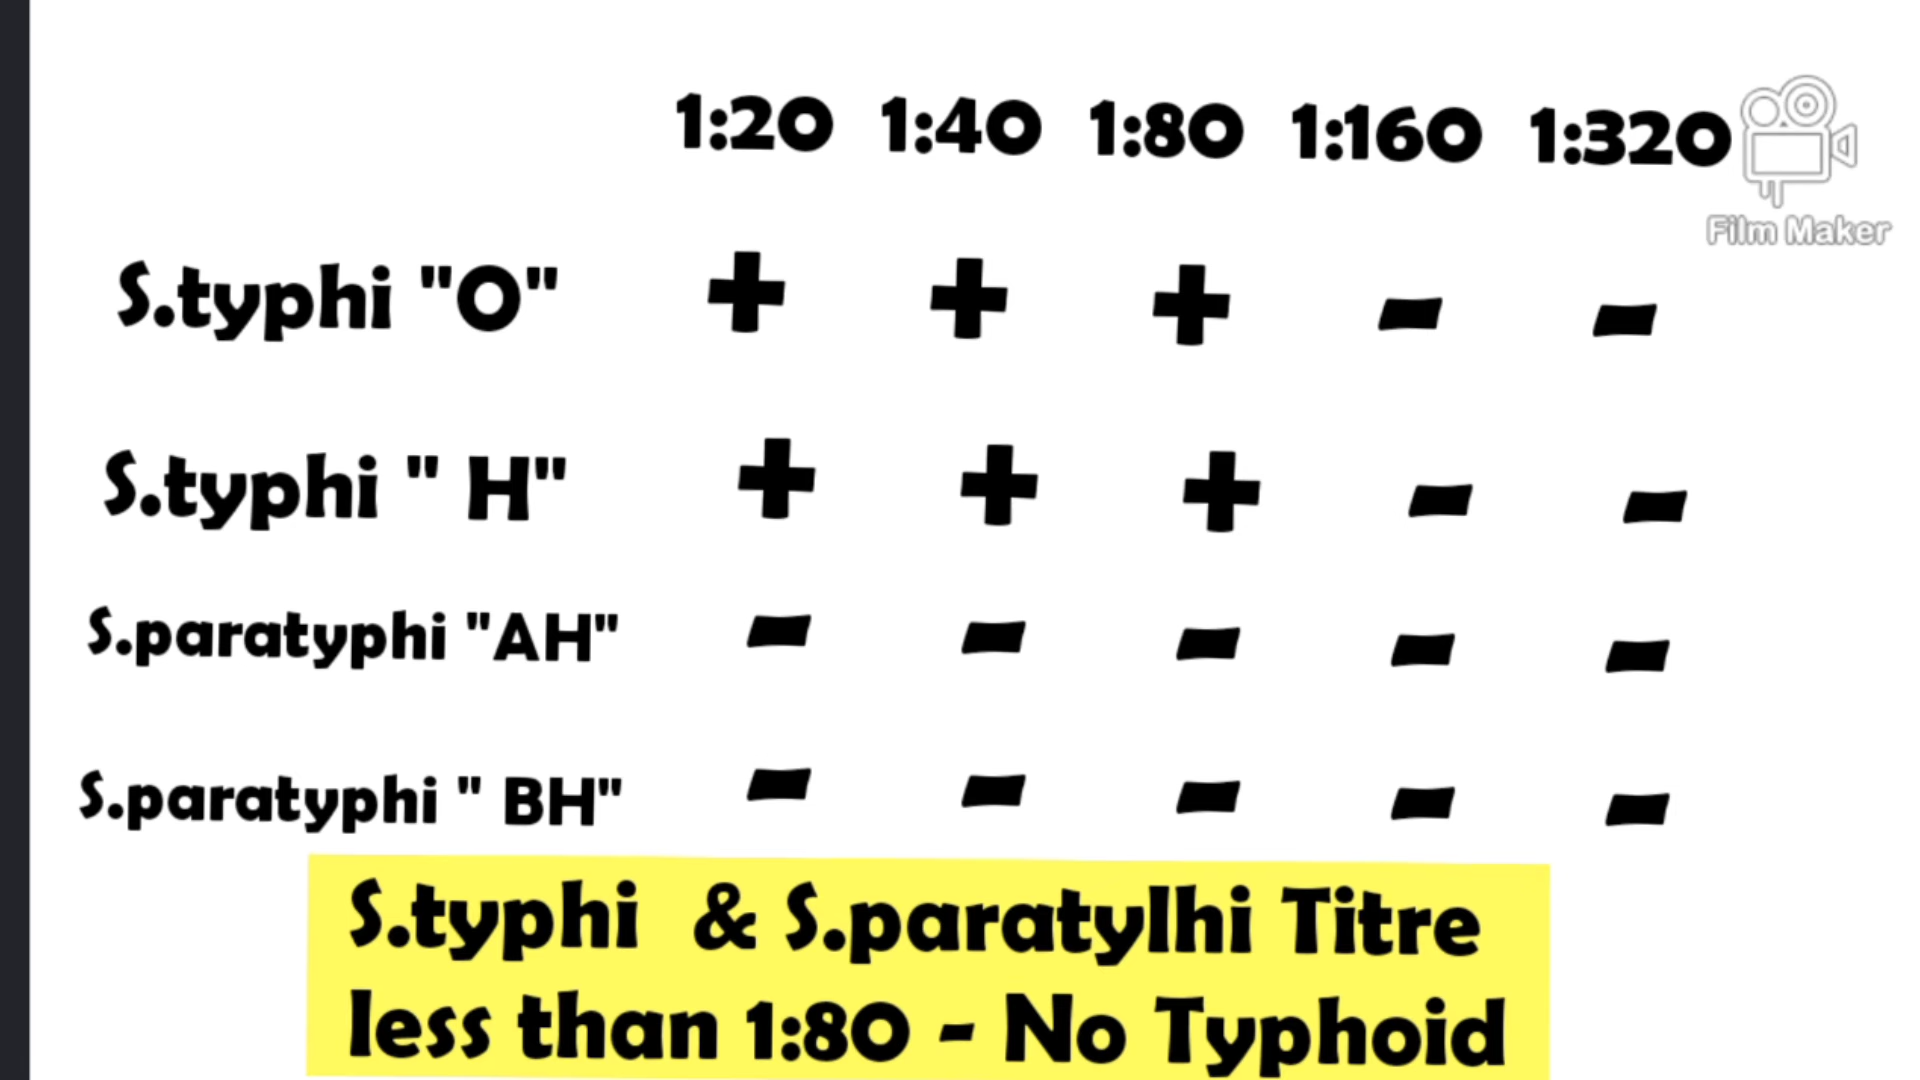 1:20 1:40 1:80 1:160 1:320
Film Maker
S.typhi "O" + + + - -
S.typhi " H" + + + - -
S.paratyphi "AH" - - - - -
S.paratyphi " BH" - - - - -
S.typhi & S.paratylhi Titre
less than 1:80 - No Typhoid